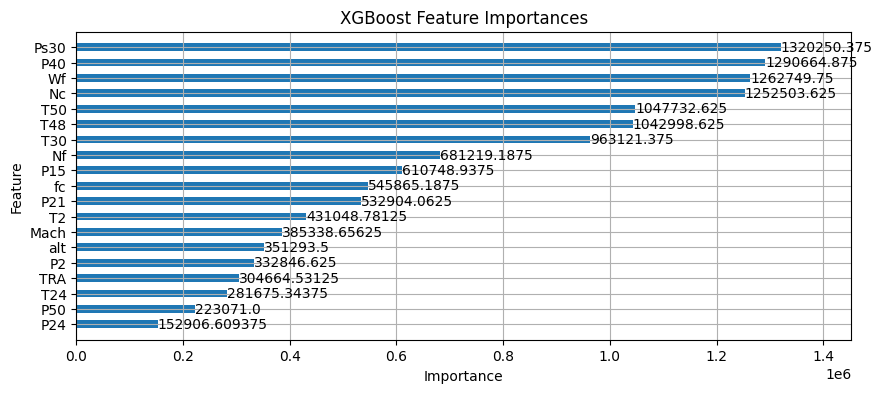 XGBoost Feature Importances
Ps30 1320250.375
P40 1290664.875
Wf 1262749.75
Nc 1252503.625
T50 1047732.625
T48 1042998.625
T30 963121.375
Nf 681219.1875
P15 610748.9375
fc 545865.1875
P21 532904.0625
T2 431048.78125
Mach 385338.65625
alt 351293.5
P2 332846.625
TRA 304664.53125
T24 281675.34375
P50 223071.0
P24 152906.609375
Feature
0.0 0.2 0.4 0.6 0.8 1.0 1.2 1.4
1e6
Importance